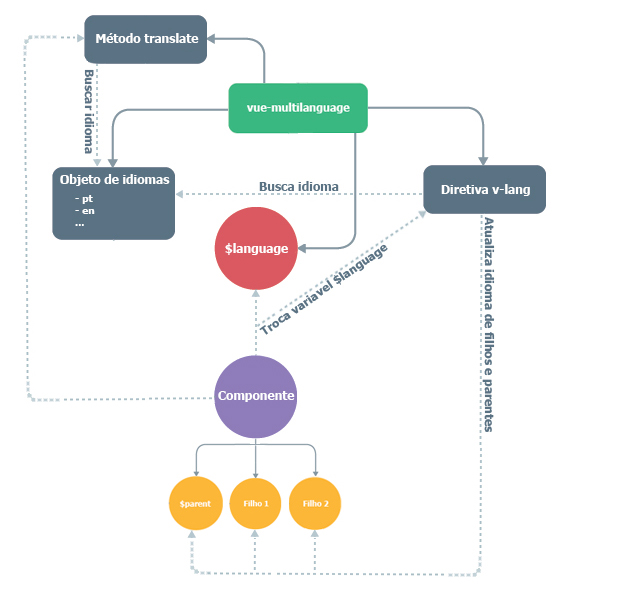 Método translate
vue-multilanguage
Buscar idioma
Objeto de idiomas
- pt
- en
...
Busca idioma
Diretiva v-lang
$language
Troca variavel $language
Atualiza idioma de filhos e parentes
Componente
$parent
Filho 1
Filho 2